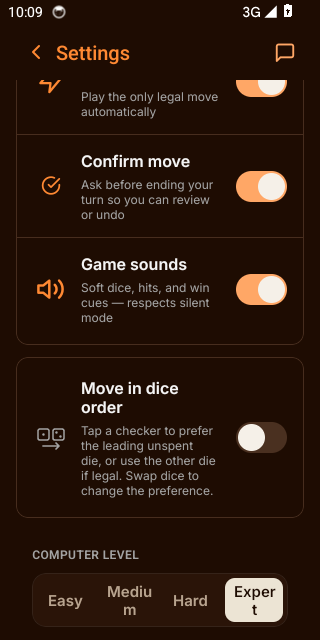 10:09
3G
Settings
Play the only legal move
automatically
Confirm move
Ask before ending your
turn so you can review
or undo
Game sounds
Soft dice, hits, and win
cues — respects silent
mode
Move in dice
order
Tap a checker to prefer
the leading unspent
die, or use the other die
if legal. Swap dice to
change the preference.
COMPUTER LEVEL
Easy
Mediu
m
Hard
Exper
t